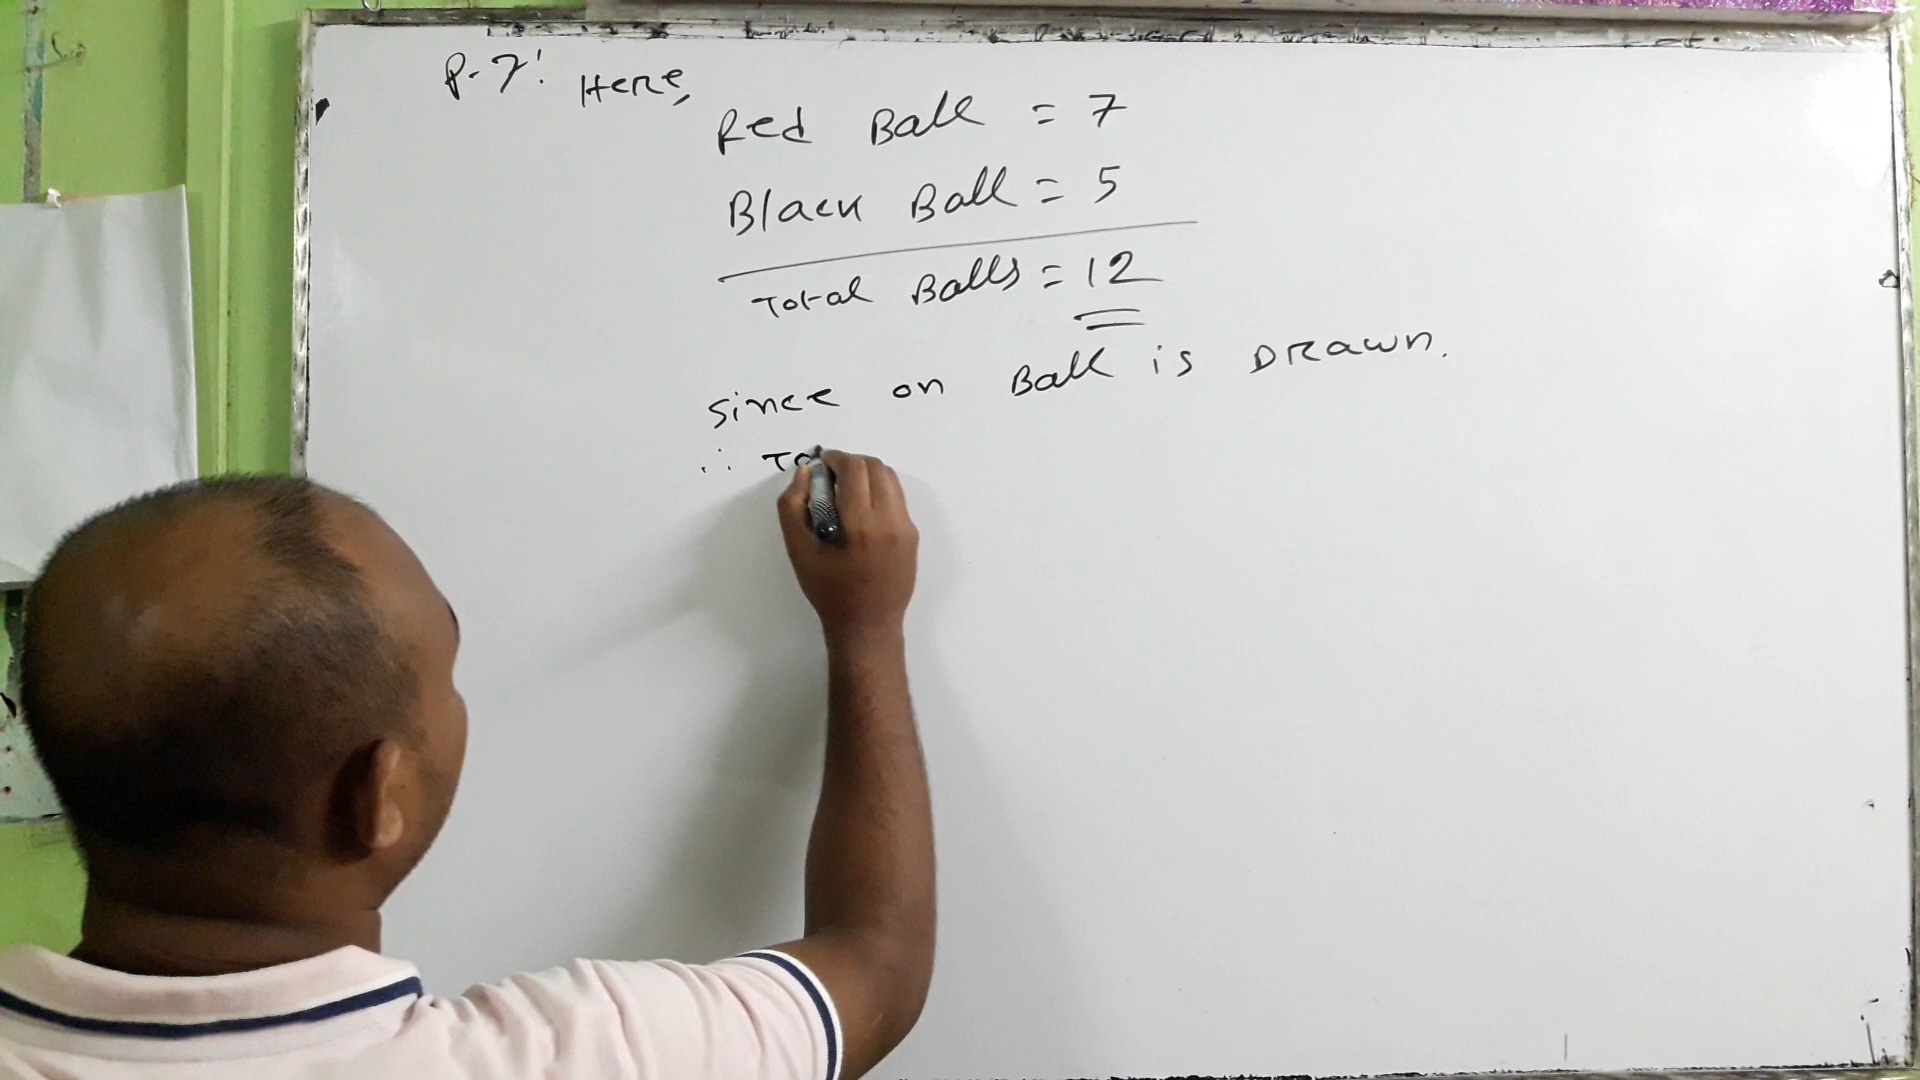 P-7! Here,
Red Ball = 7
Black Ball = 5
Total Balls = 12
since on Ball is Drawn.
∴ To